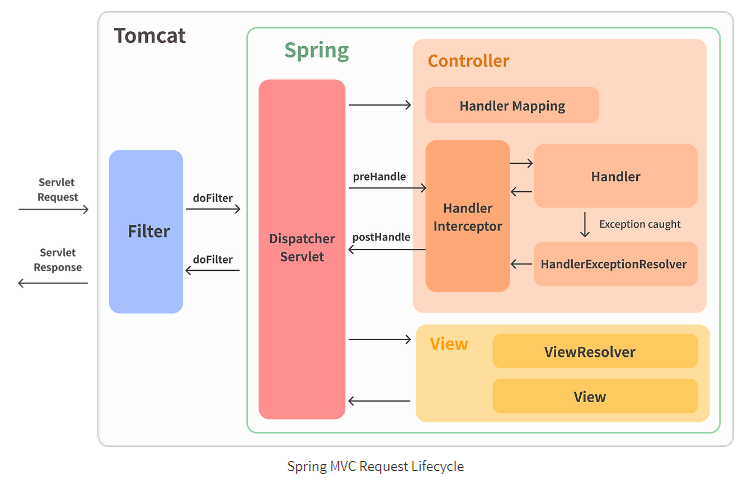 Tomcat
Spring
Controller
Handler Mapping
Servlet
Request
doFilter
preHandle
Handler
Exception caught
Filter
Dispatcher
Servlet
Handler
Interceptor
postHandle
Servlet
Response
doFilter
HandlerExceptionResolver
View
ViewResolver
View
Spring MVC Request Lifecycle